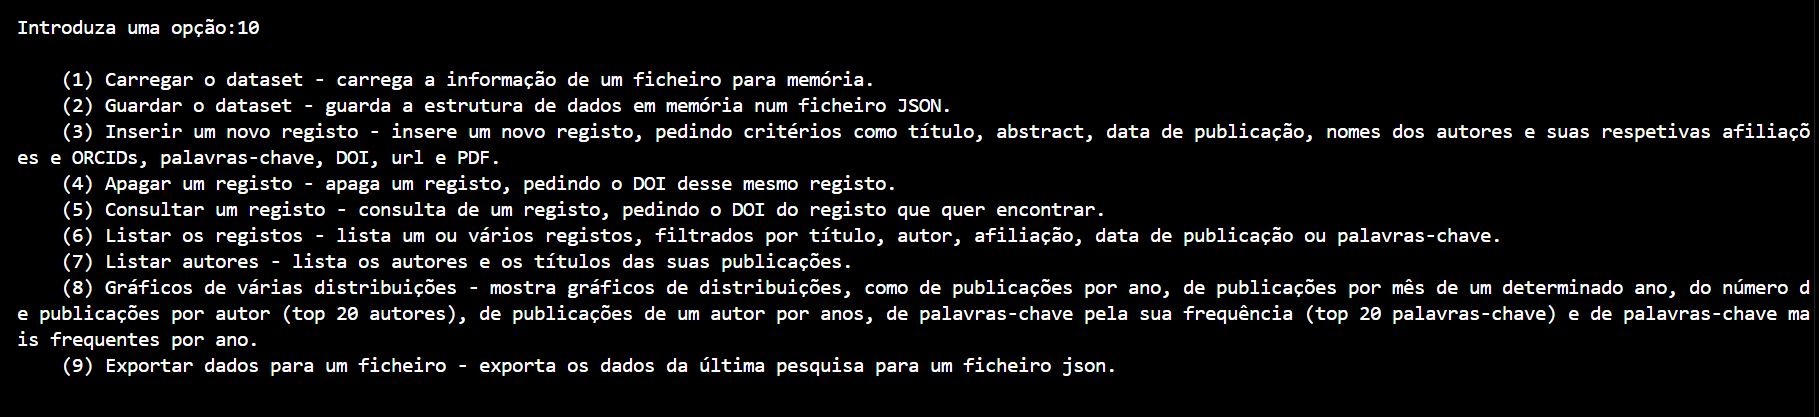 Introduza uma opção:10
(1) Carregar o dataset - carrega a informação de um ficheiro para memória.
(2) Guardar o dataset - guarda a estrutura de dados em memória num ficheiro JSON.
(3) Inserir um novo registo - insere um novo registo, pedindo critérios como título, abstract, data de publicação, nomes dos autores e suas respetivas afiliaçõ
es e ORCIDs, palavras-chave, DOI, url e PDF.
(4) Apagar um registo - apaga um registo, pedindo o DOI desse mesmo registo.
(5) Consultar um registo - consulta de um registo, pedindo o DOI do registo que quer encontrar.
(6) Listar os registos - lista um ou vários registos, filtrados por título, autor, afiliação, data de publicação ou palavras-chave.
(7) Listar autores - lista os autores e os títulos das suas publicações.
(8) Gráficos de várias distribuições - mostra gráficos de distribuições, como de publicações por ano, de publicações por mês de um determinado ano, do número d
e publicações por autor (top 20 autores), de publicações de um autor por anos, de palavras-chave pela sua frequência (top 20 palavras-chave) e de palavras-chave ma
is frequentes por ano.
(9) Exportar dados para um ficheiro - exporta os dados da última pesquisa para um ficheiro json.